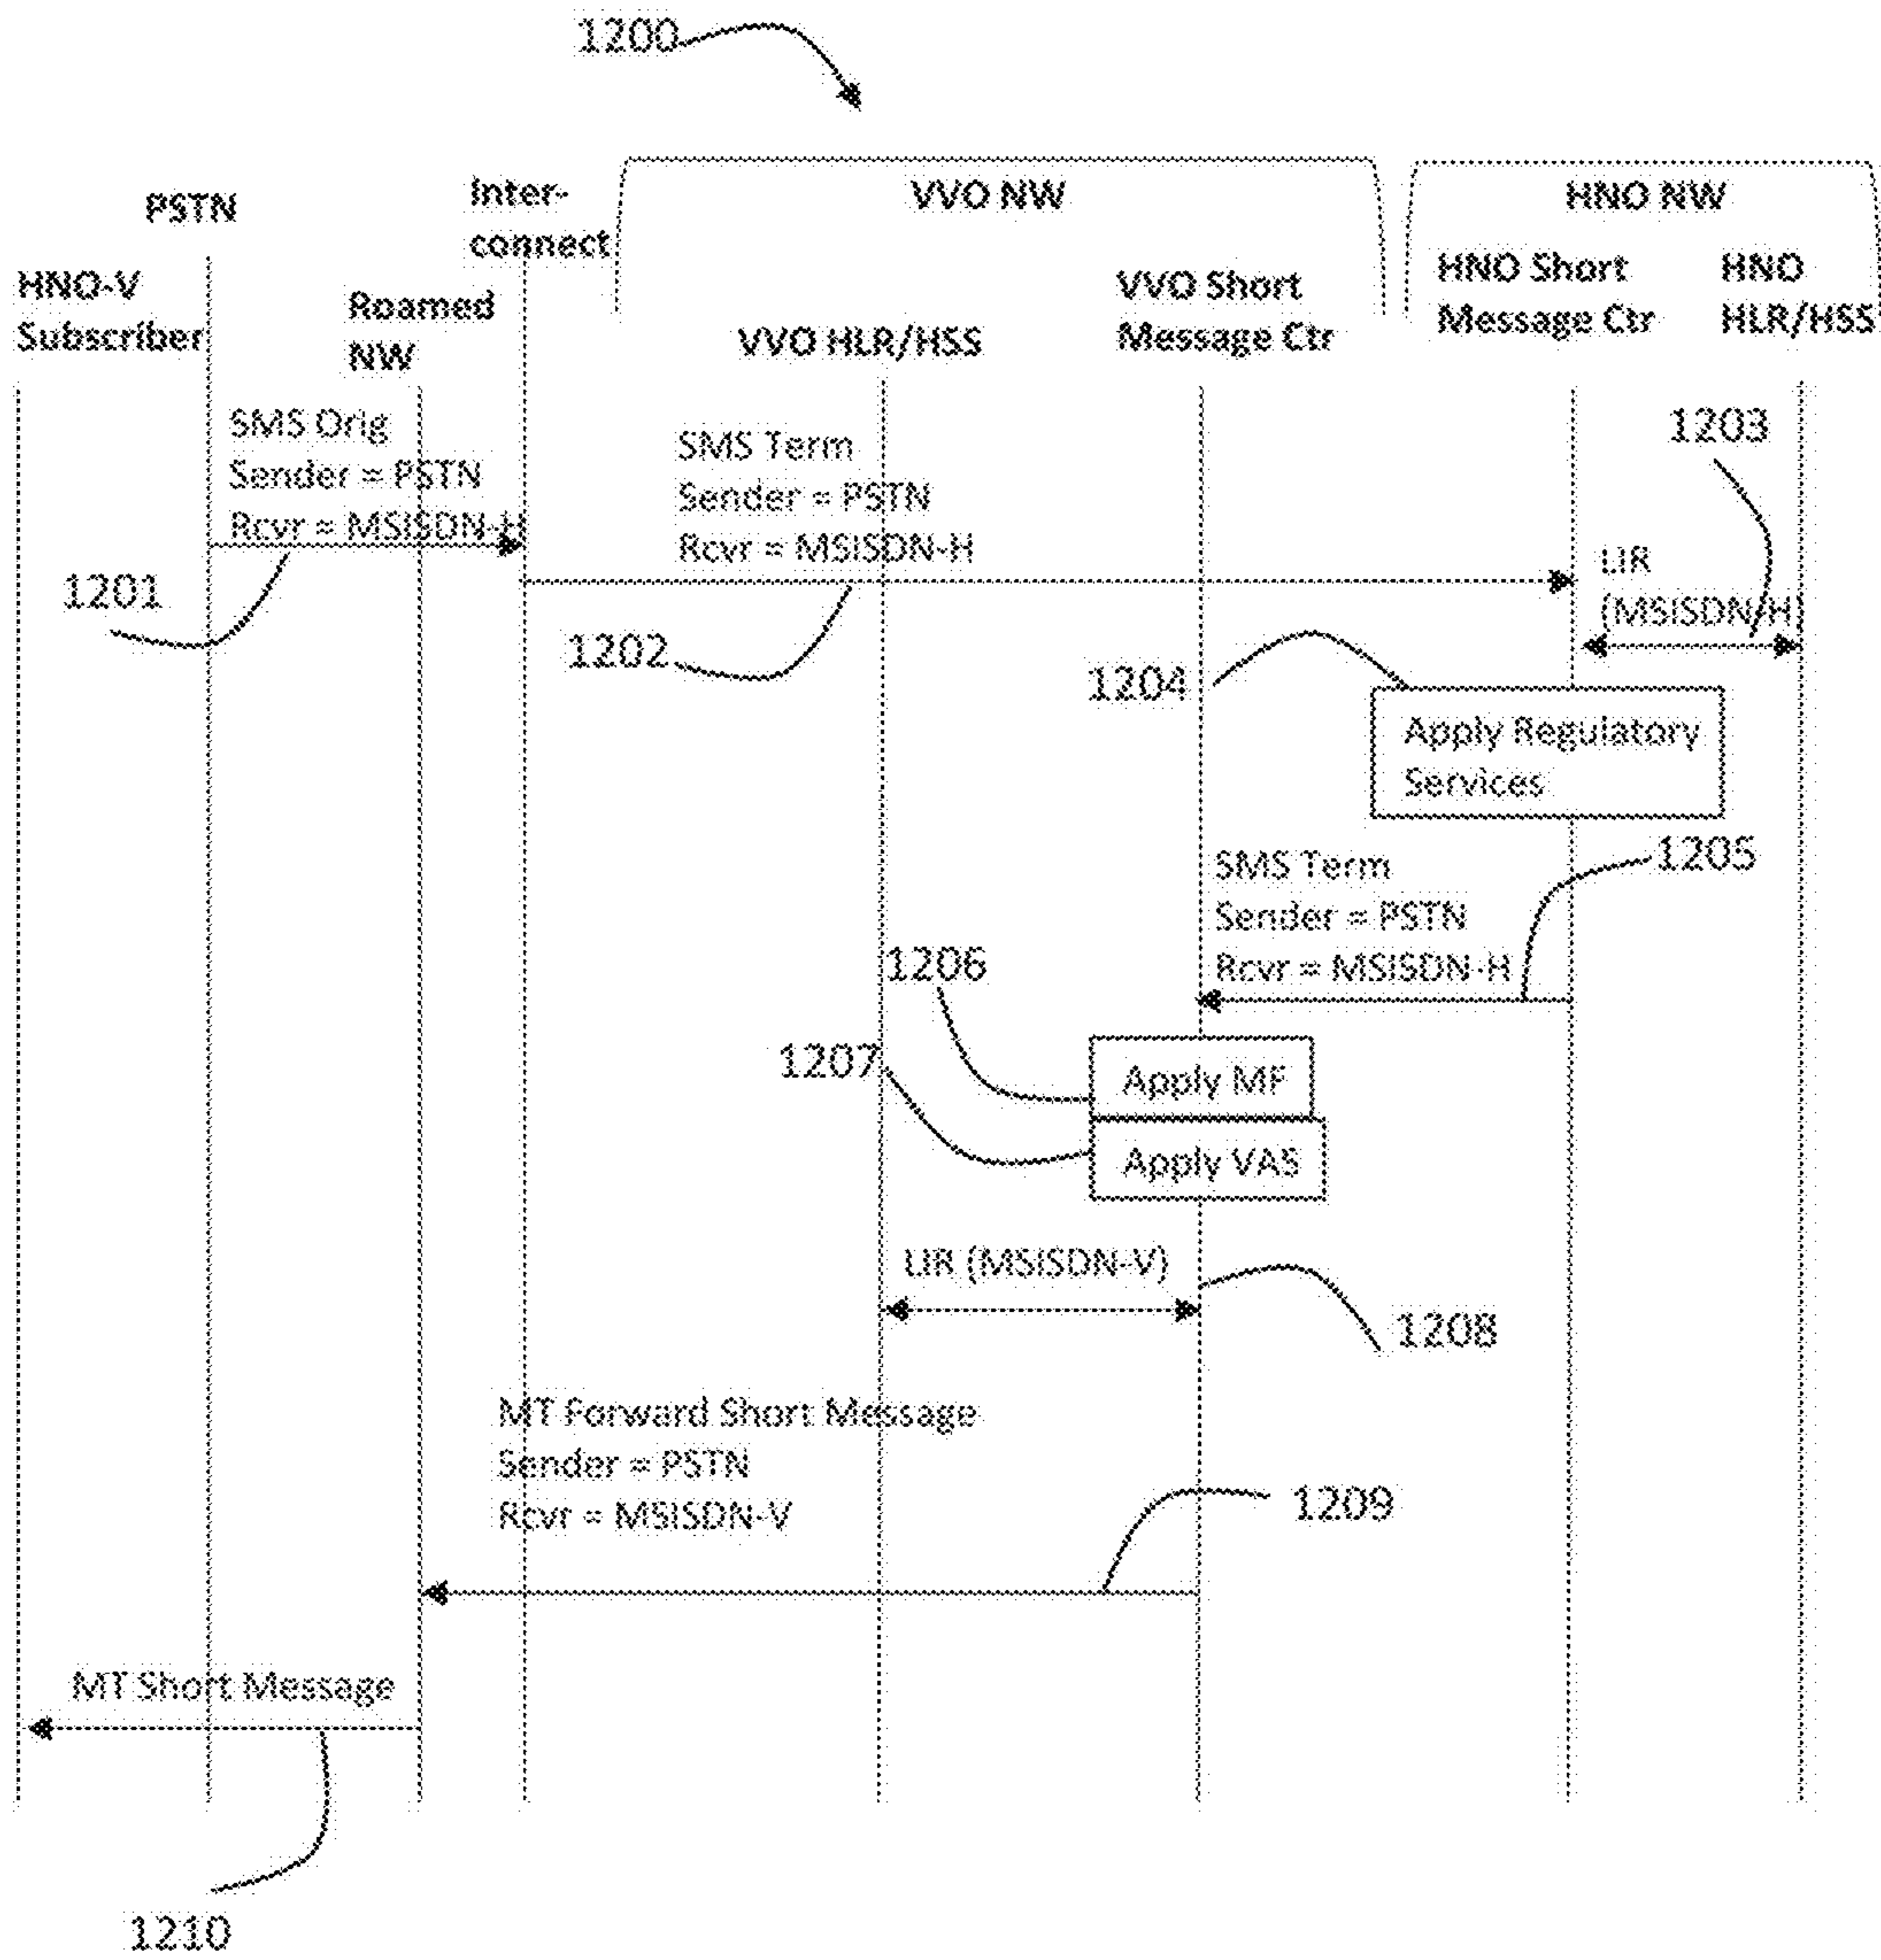 1200
PSTN
Inter-
connect
VVO NW
HNO NW
HNO-V
Subscriber
Roamed
NW
VVO HLR/HSS
VVO Short
Message Ctr
HNO Short
Message Ctr
HNO
HLR/HSS
SMS Orig
Sender = PSTN
Rcvr = MSISDN-H
1201
SMS Term
Sender = PSTN
Rcvr = MSISDN-H
1202
1203
LIR
(MSISDN-H)
1204
Apply Regulatory
Services
1205
SMS Term
Sender = PSTN
Rcvr = MSISDN-H
1206
1207
Apply MF
Apply VAS
LIR (MSISDN-V)
1208
MT Forward Short Message
Sender = PSTN
Rcvr = MSISDN-V
1209
MT Short Message
1210